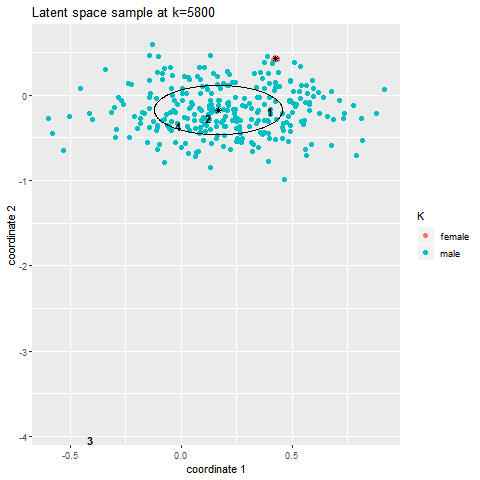 Latent space sample at k=5800
0
-1
-2
-3
-4
coordinate 2
4
2
1
3
-0.5
0.0
0.5
coordinate 1
K
female
male